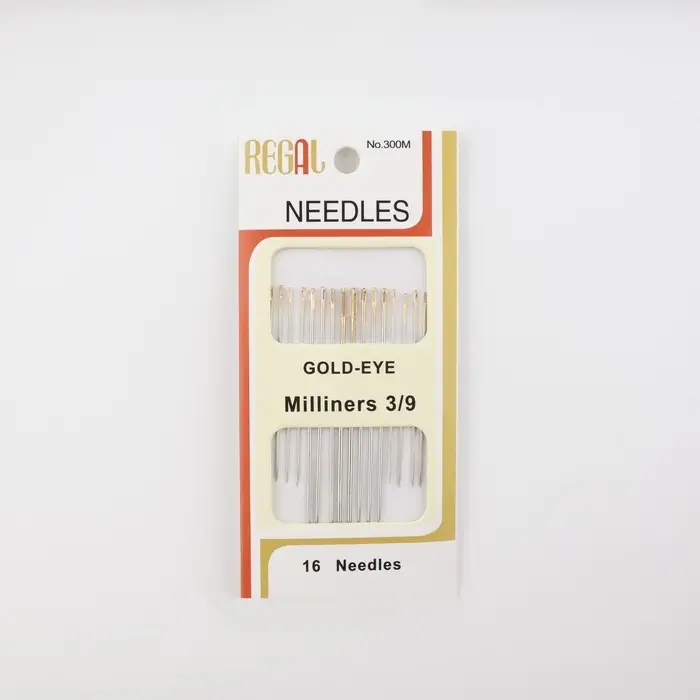 REGAL
No.300M
NEEDLES
GOLD-EYE
Milliners 3/9
16 Needles